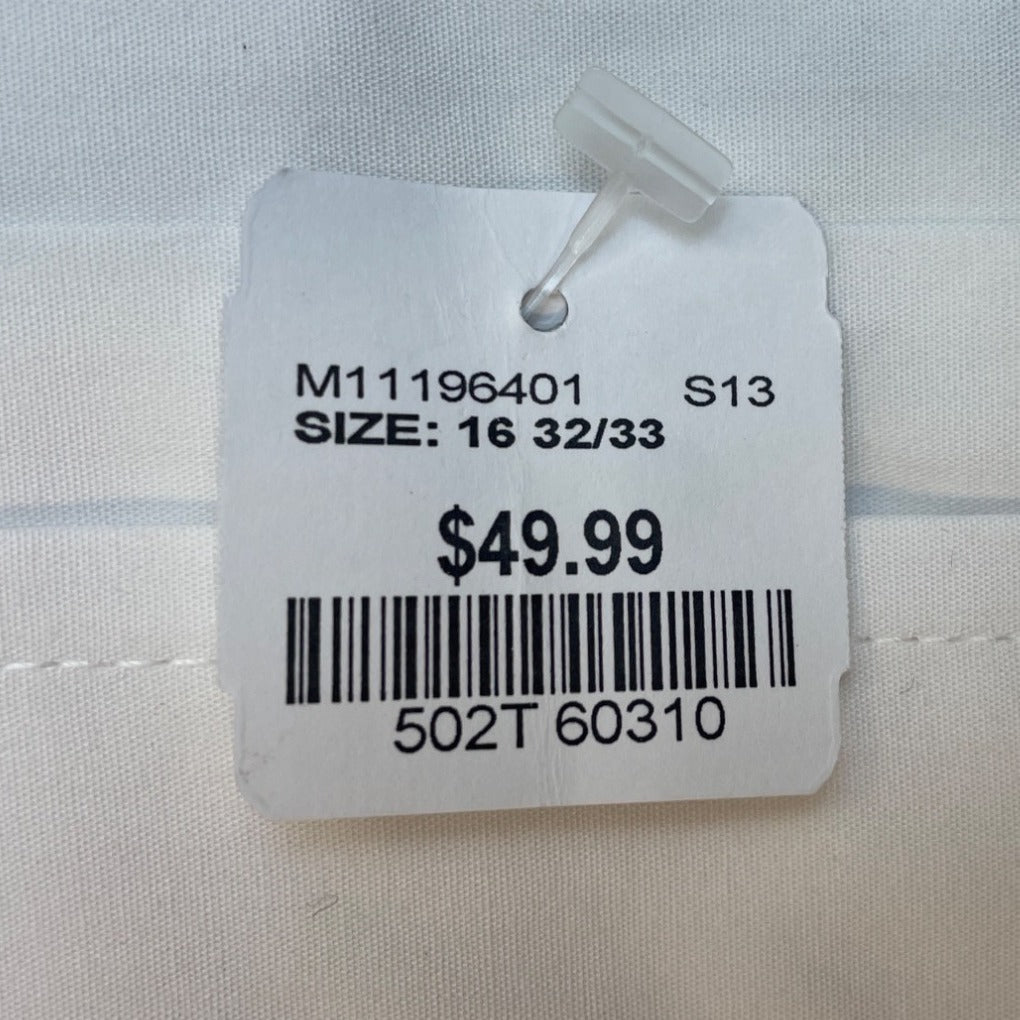 M11196401 S13
SIZE: 16 32/33
$49.99
502T 60310